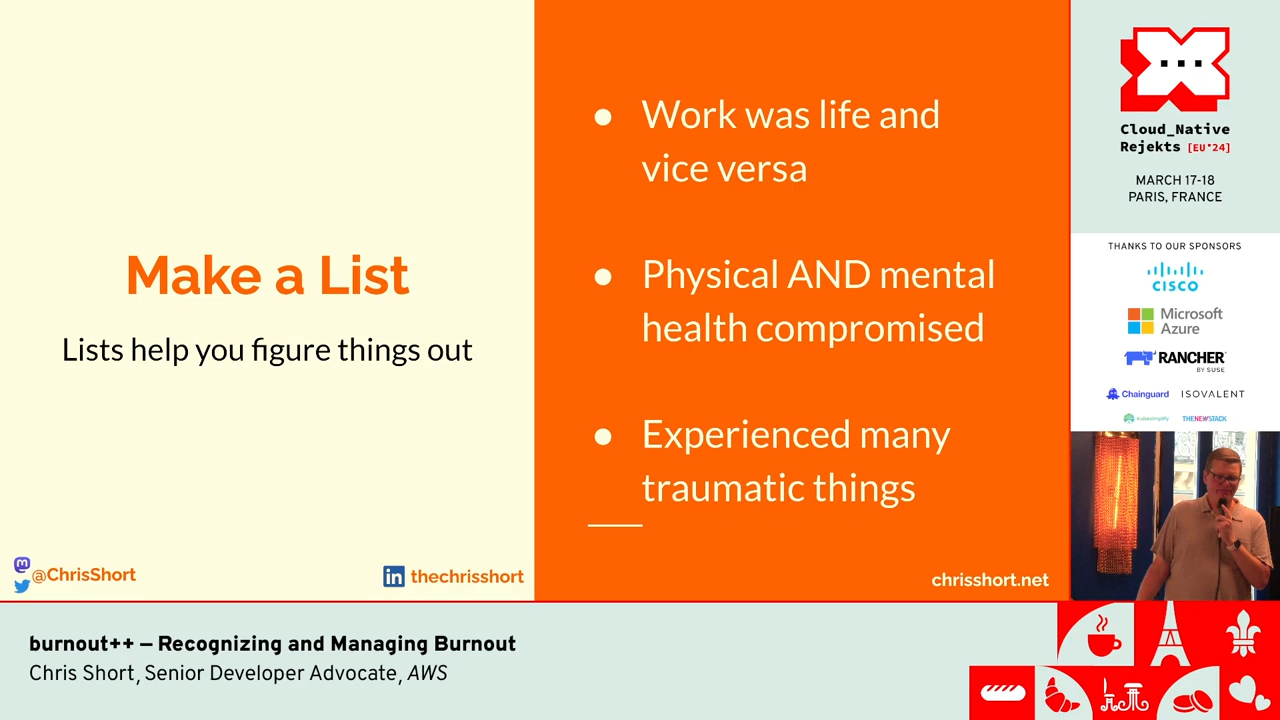 Make a List
Lists help you figure things out
@ChrisShort
thechrisshort
● Work was life and
vice versa
● Physical AND mental
health compromised
● Experienced many
traumatic things
chrisshort.net
Cloud_Native
Rejekts [EU'24]
MARCH 17-18
PARIS, FRANCE
THANKS TO OUR SPONSORS
CISCO
Microsoft
Azure
RANCHER
BY SUSE
Chainguard ISOVALENT
Kubesimplify THENEWSTACK
burnout++ – Recognizing and Managing Burnout
Chris Short, Senior Developer Advocate, AWS